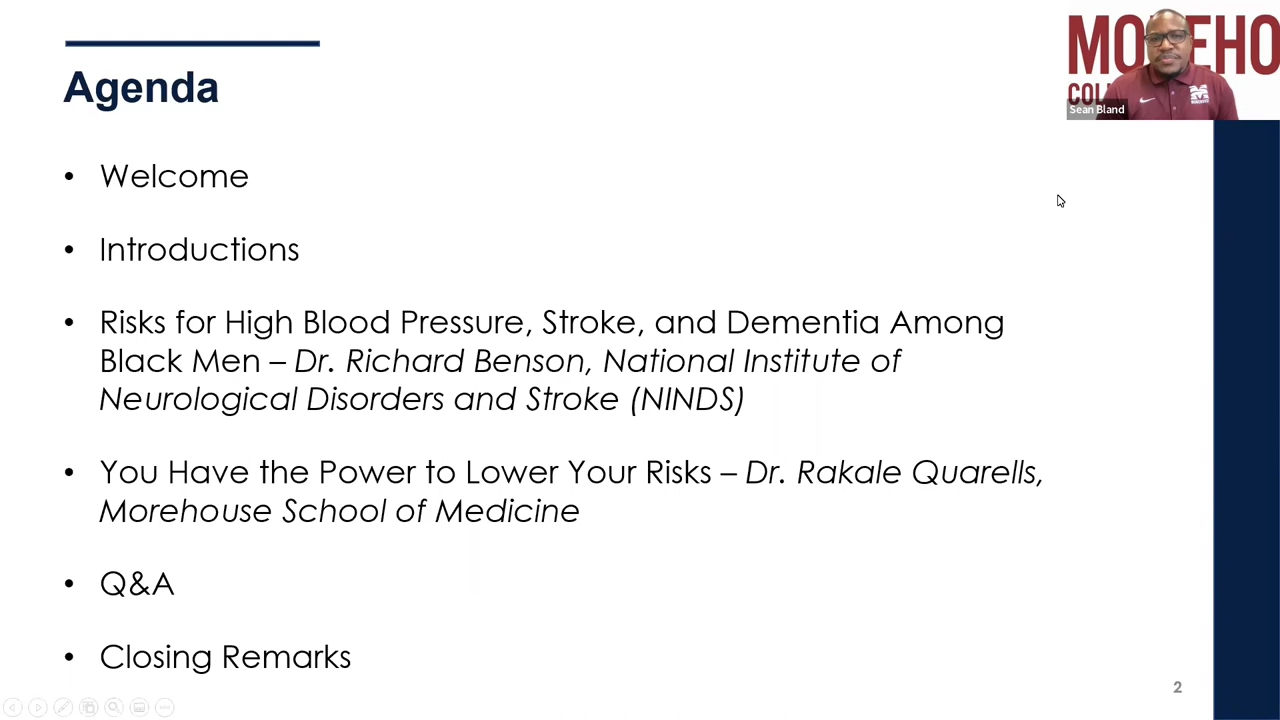 MO EHO
COL
Sean Bland
Agenda
• Welcome
• Introductions
• Risks for High Blood Pressure, Stroke, and Dementia Among
Black Men – Dr. Richard Benson, National Institute of
Neurological Disorders and Stroke (NINDS)
• You Have the Power to Lower Your Risks – Dr. Rakale Quarells,
Morehouse School of Medicine
• Q&A
• Closing Remarks
2